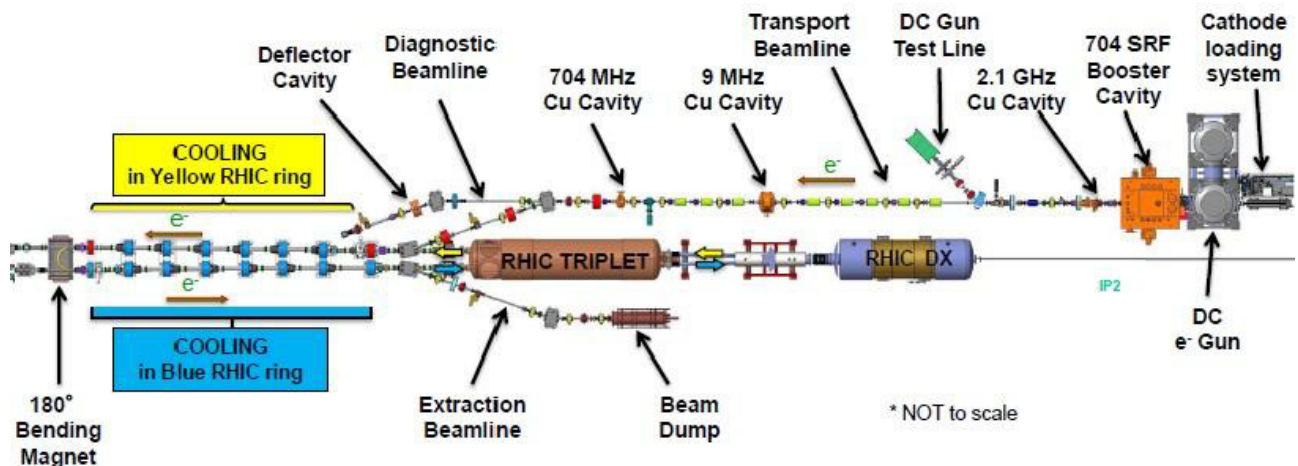 Deflector
Cavity
Diagnostic
Beamline
704 MHz
Cu Cavity
9 MHz
Cu Cavity
Transport
Beamline
DC Gun
Test Line
2.1 GHz
Cu Cavity
704 SRF
Booster
Cavity
Cathode
loading
system
COOLING
in Yellow RHIC ring
e-
e-
RHIC TRIPLET
RHIC DX
IP2
e-
COOLING
in Blue RHIC ring
180°
Bending
Magnet
Extraction
Beamline
Beam
Dump
* NOT to scale
DC
e- Gun